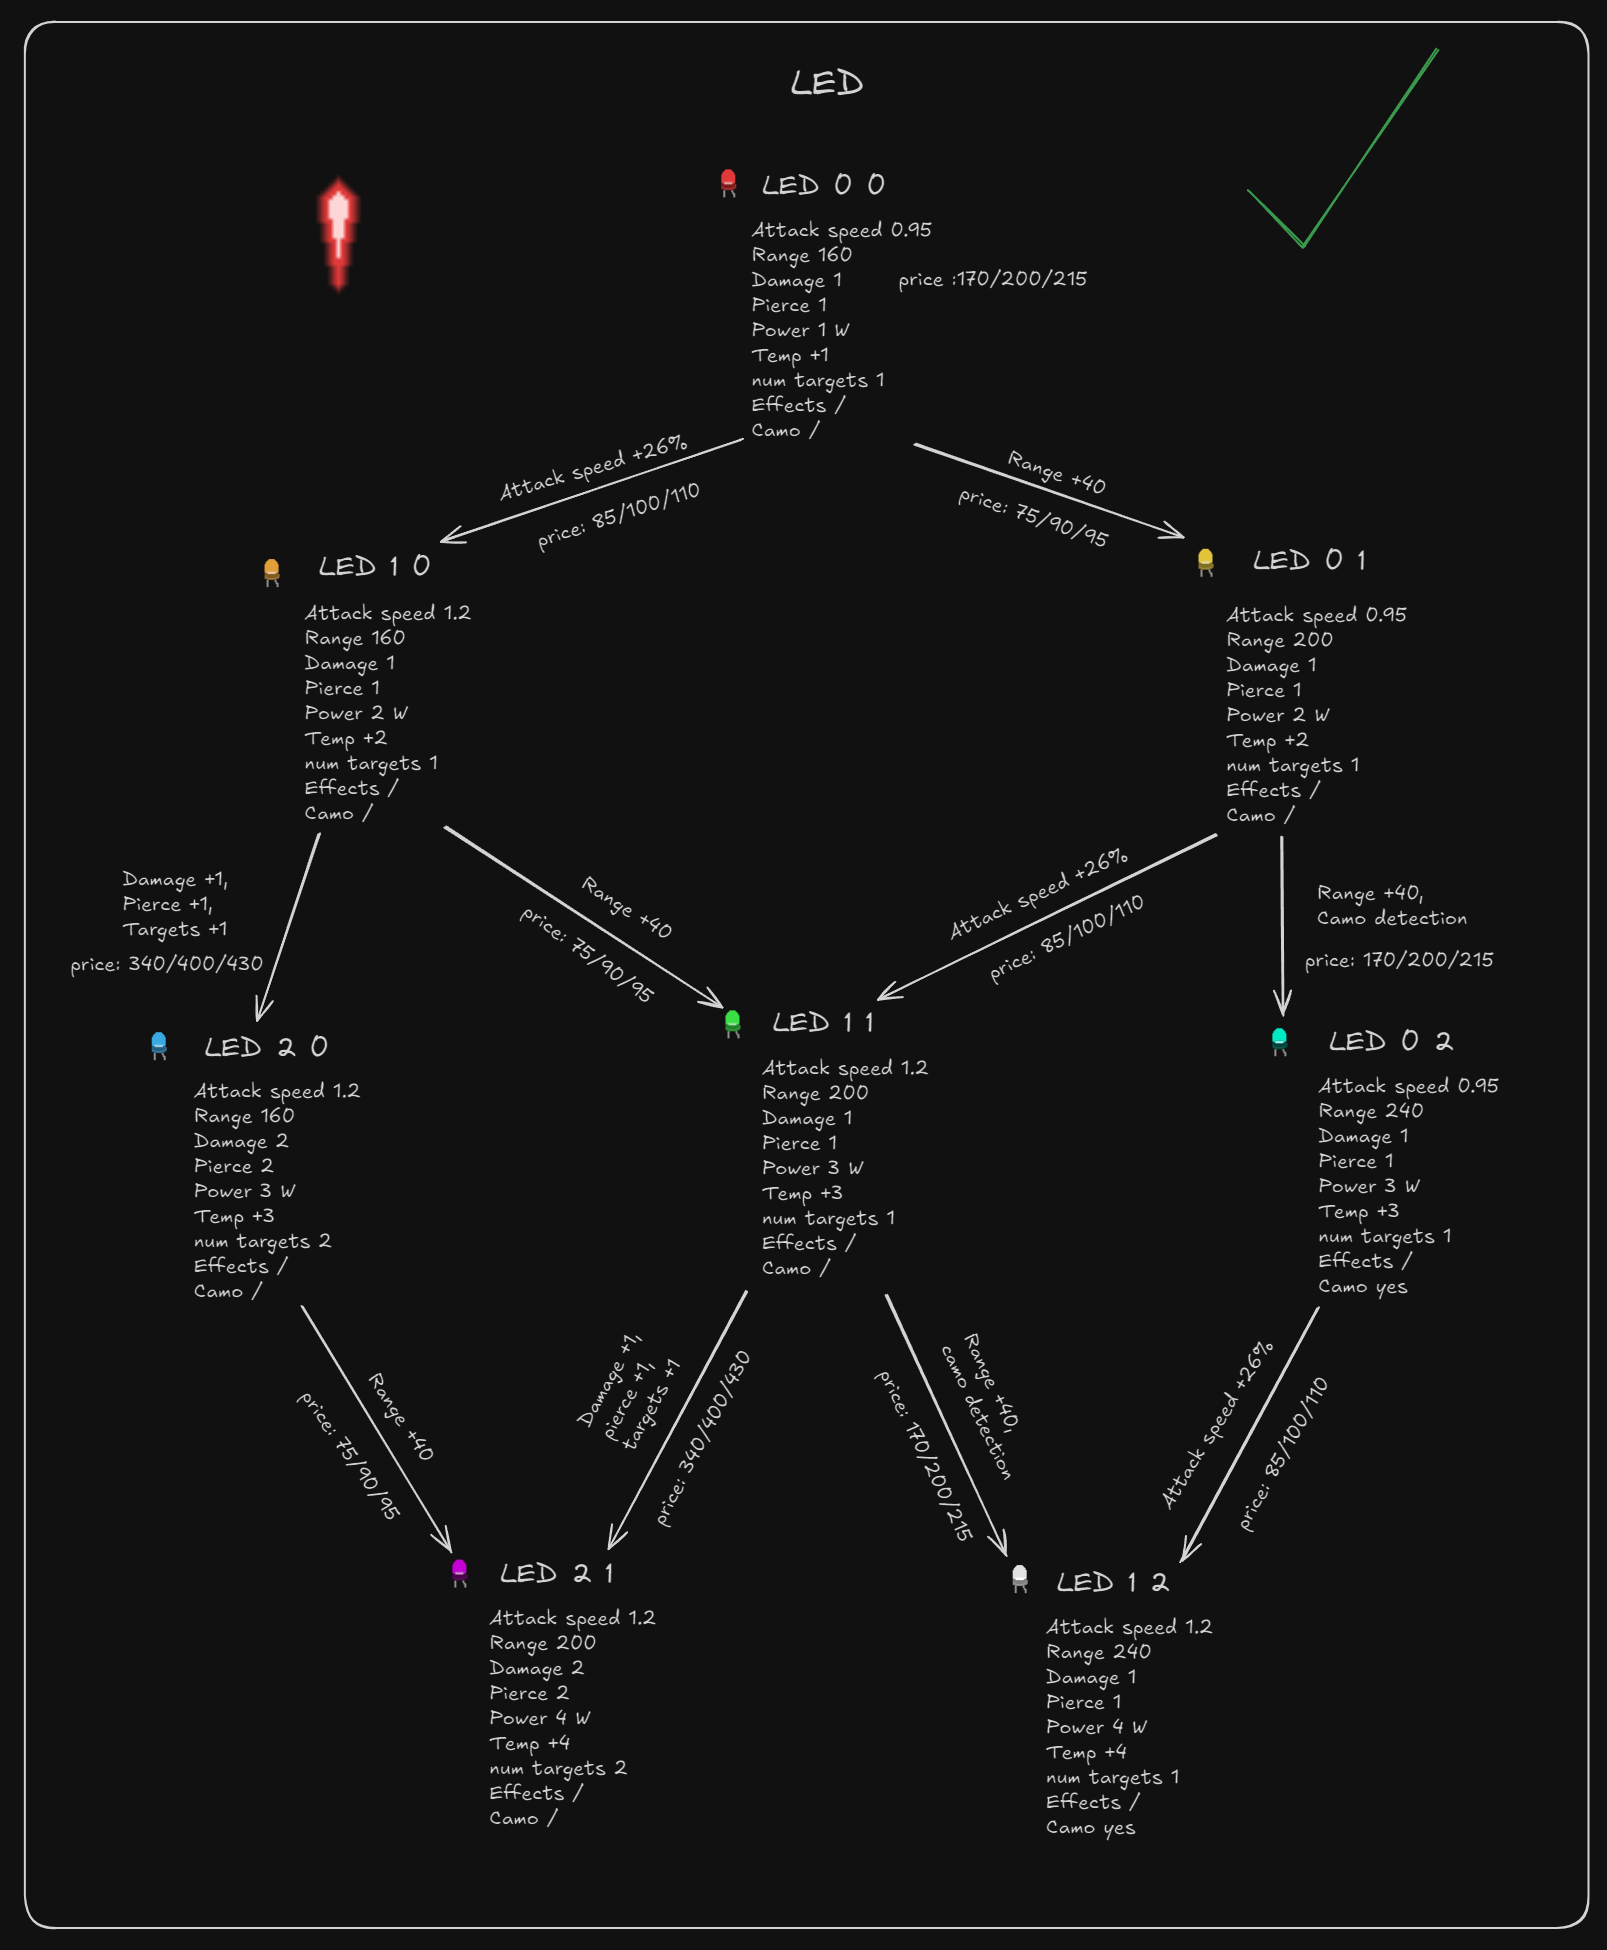 LED
LED 0 0
Attack speed 0.95
Range 160
Damage 1
price :170/200/215
Pierce 1
Power 1 W
Temp +1
num targets 1
Effects /
Camo /
Attack speed +26%
price: 85/100/110
Range +40
price: 75/90/95
LED 1 0
Attack speed 1.2
Range 160
Damage 1
Pierce 1
Power 2 W
Temp +2
num targets 1
Effects /
Camo /
LED 0 1
Attack speed 0.95
Range 200
Damage 1
Pierce 1
Power 2 W
Temp +2
num targets 1
Effects /
Camo /
Damage +1,
Pierce +1,
Targets +1
price: 340/400/430
Range +40
price: 75/90/95
Attack speed +26%
price: 85/100/110
Range +40,
Camo detection
price: 170/200/215
LED 2 0
Attack speed 1.2
Range 160
Damage 2
Pierce 2
Power 3 W
Temp +3
num targets 2
Effects /
Camo /
LED 1 1
Attack speed 1.2
Range 200
Damage 1
Pierce 1
Power 3 W
Temp +3
num targets 1
Effects /
Camo /
LED 0 2
Attack speed 0.95
Range 240
Damage 1
Pierce 1
Power 3 W
Temp +3
num targets 1
Effects /
Camo yes
Range +40
price: 75/90/95
Damage +1,
pierce +1,
targets +1
price: 340/400/430
Range +40,
camo detection
price: 170/200/215
Attack speed +26%
price: 85/100/110
LED 2 1
Attack speed 1.2
Range 200
Damage 2
Pierce 2
Power 4 W
Temp +4
num targets 2
Effects /
Camo /
LED 1 2
Attack speed 1.2
Range 240
Damage 1
Pierce 1
Power 4 W
Temp +4
num targets 1
Effects /
Camo yes